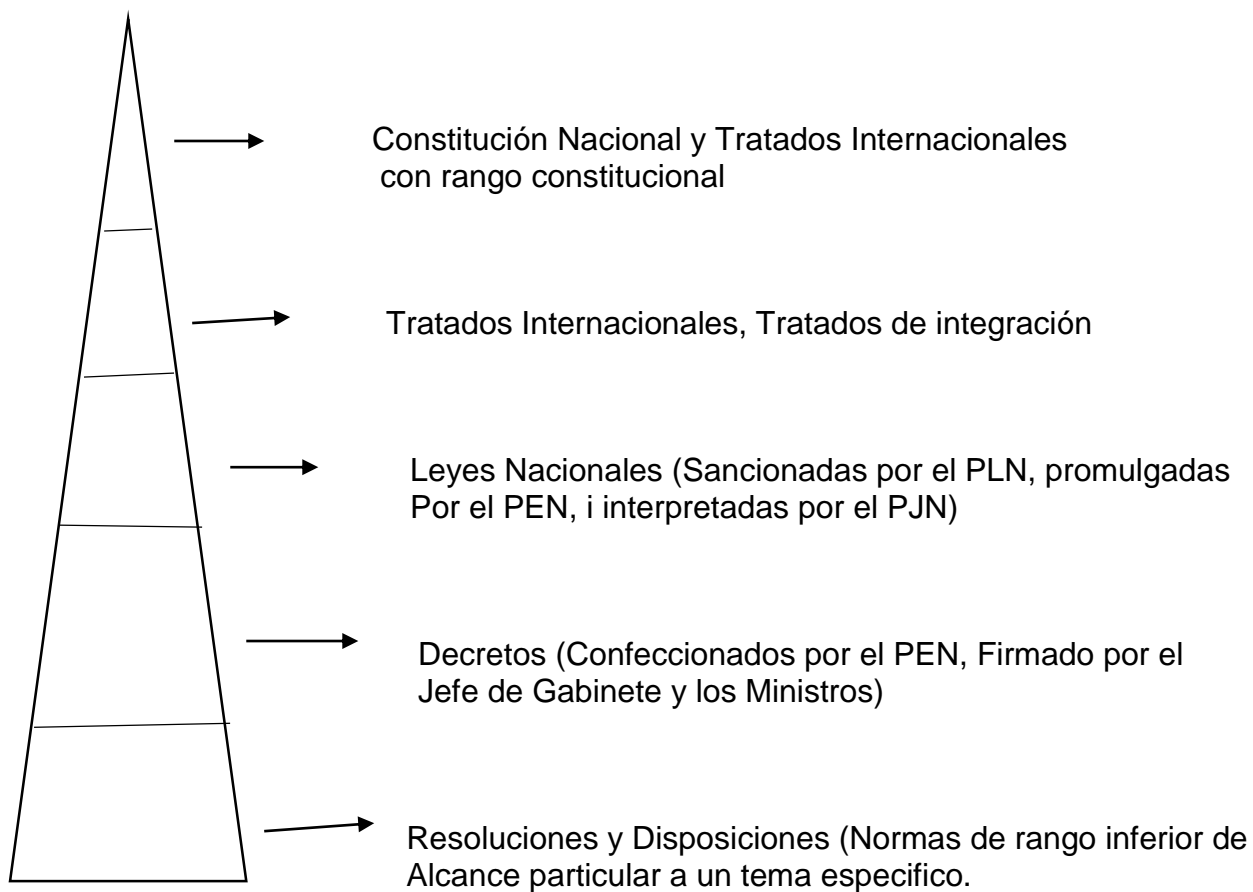 Constitución Nacional y Tratados Internacionales
con rango constitucional
Tratados Internacionales, Tratados de integración
Leyes Nacionales (Sancionadas por el PLN, promulgadas
Por el PEN, i interpretadas por el PJN)
Decretos (Confeccionados por el PEN, Firmado por el
Jefe de Gabinete y los Ministros)
Resoluciones y Disposiciones (Normas de rango inferior de
Alcance particular a un tema especifico.